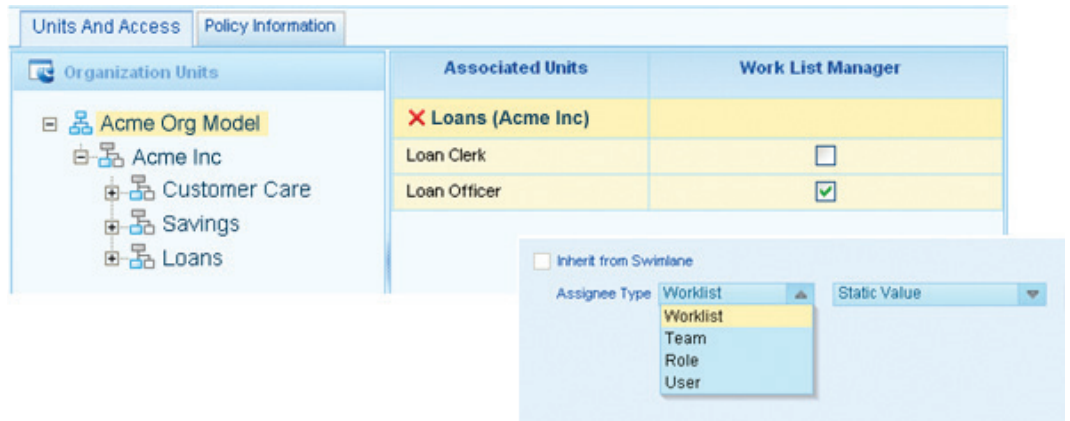 Units And Access Policy Information
Organization Units
Associated Units Work List Manager
Acme Org Model
Acme Inc
Customer Care
Savings
Loans
Loans (Acme Inc)
Loan Clerk
Loan Officer
Inherit from Swimlane
Assignee Type Worklist Static Value
Worklist
Team
Role
User